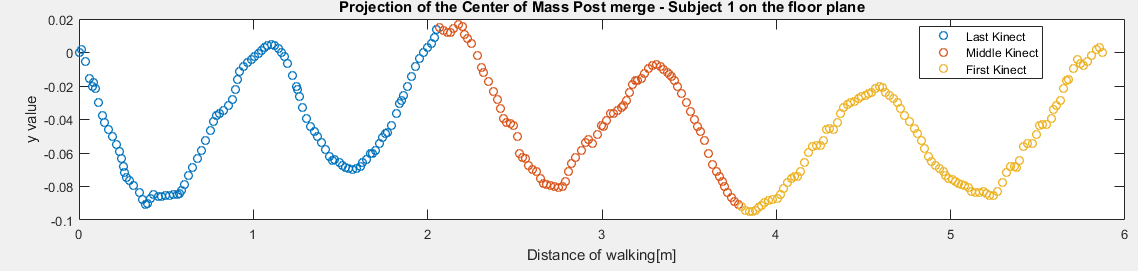 Projection of the Center of Mass Post merge - Subject 1 on the floor plane
y value
0.02
0
-0.02
-0.04
-0.06
-0.08
-0.1
Last Kinect
Middle Kinect
First Kinect
0 1 2 3 4 5 6
Distance of walking[m]